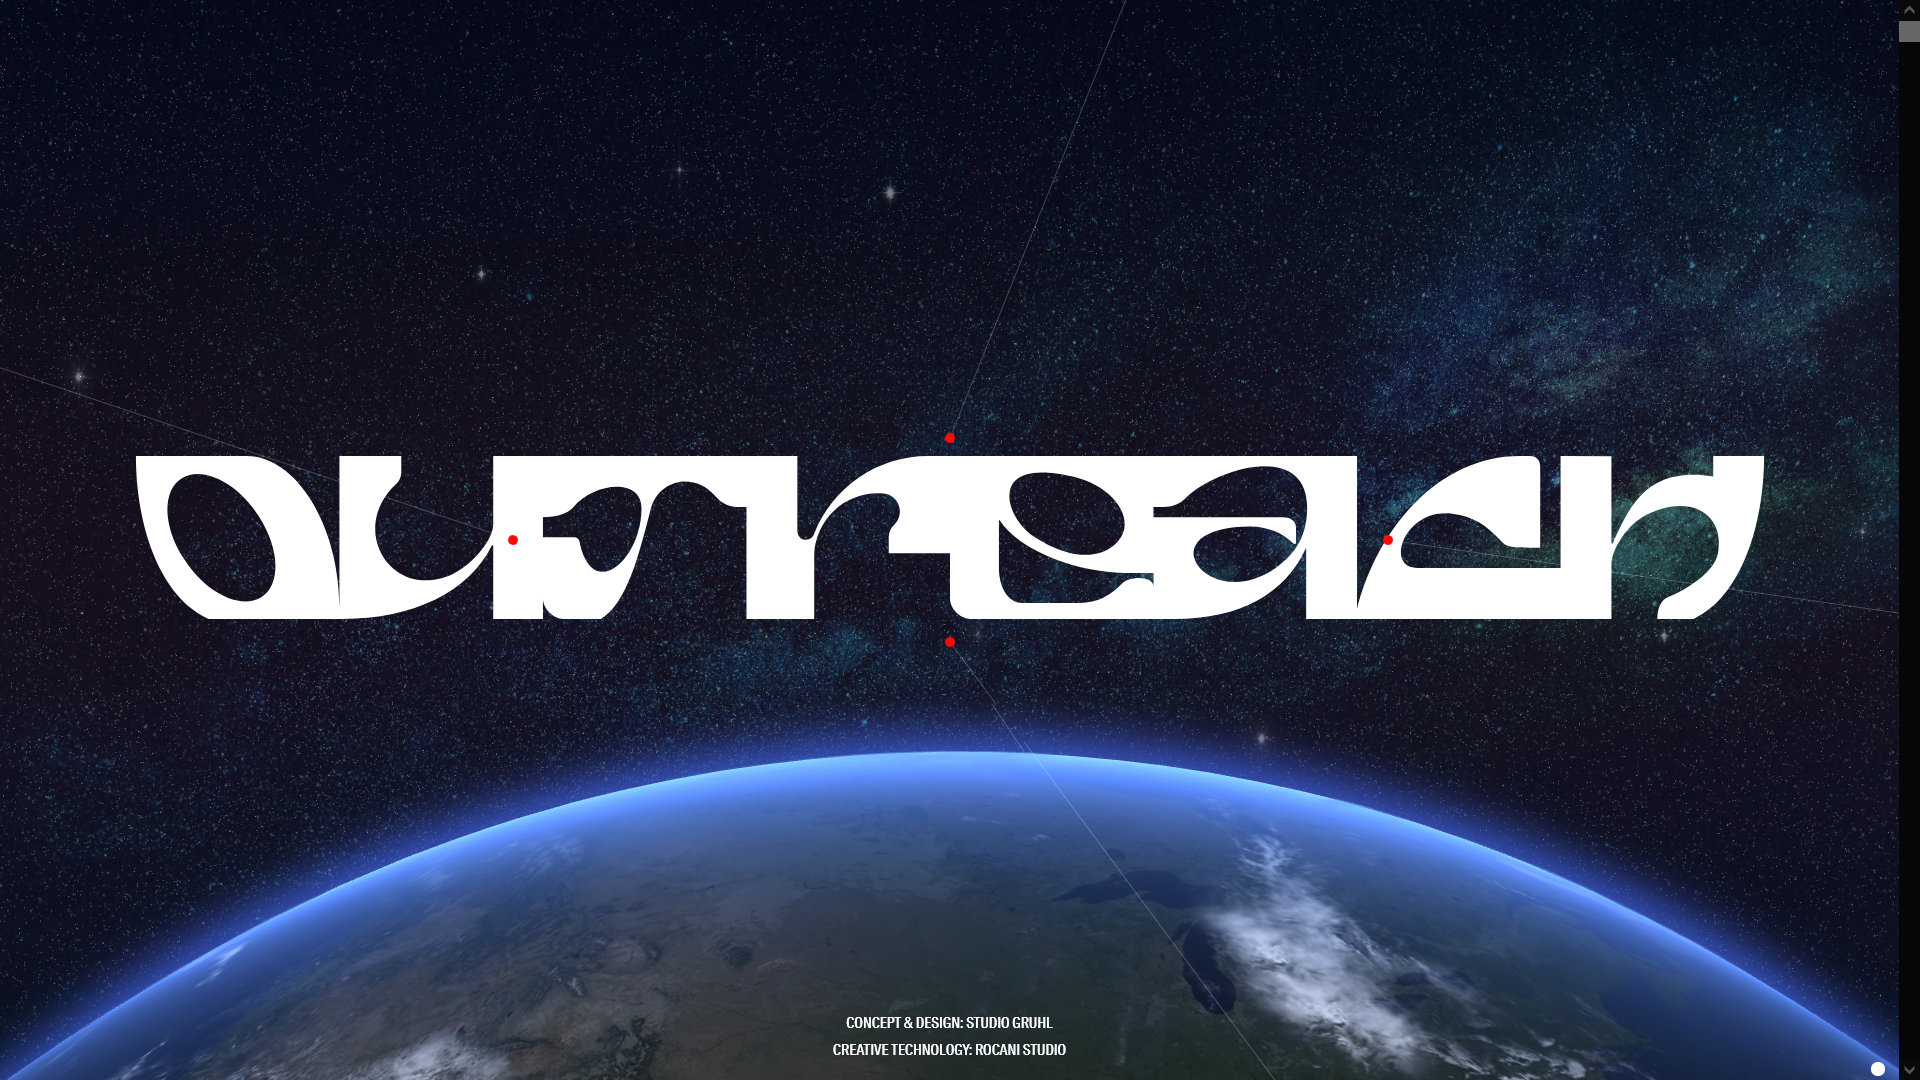 outreach
CONCEPT & DESIGN: STUDIO GRUHL
CREATIVE TECHNOLOGY: ROCANI STUDIO